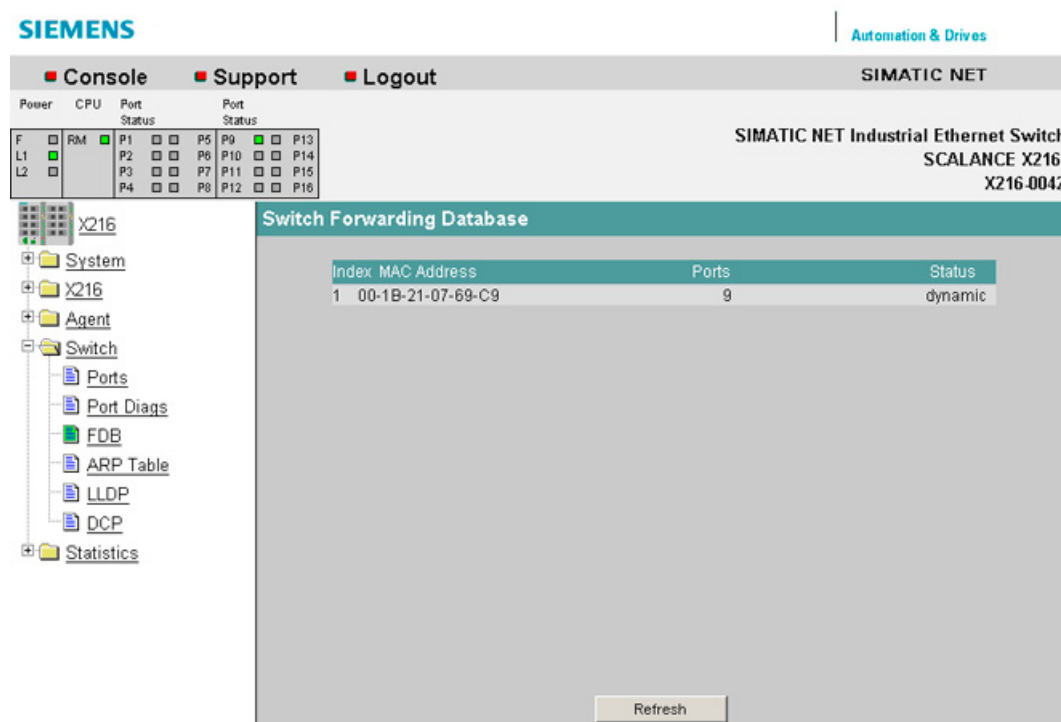 SIEMENS
Automation & Drives
Console Support Logout SIMATIC NET
Power CPU Port Status Port Status
F RM P1 P5 P9 P13
L1 P2 P6 P10 P14
L2 P3 P7 P11 P15
P4 P8 P12 P16
SIMATIC NET Industrial Ethernet Switch
SCALANCE X216
X216-0042
X216
System
X216
Agent
Switch
Ports
Port Diags
FDB
ARP Table
LLDP
DCP
Statistics
Switch Forwarding Database
Index MAC Address Ports Status
1 00-1B-21-07-69-C9 9 dynamic
Refresh